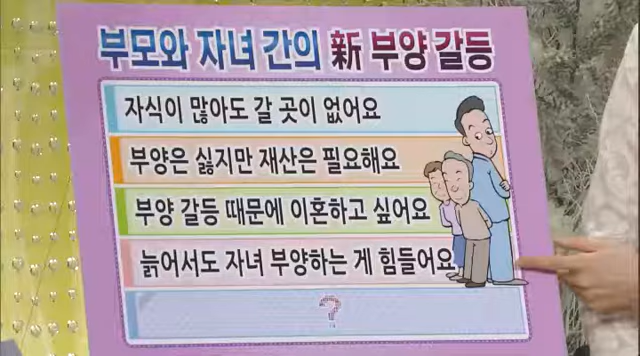 부모와 자녀 간의 新 부양 갈등
자식이 많아도 갈 곳이 없어요
부양은 싫지만 재산은 필요해요
부양 갈등 때문에 이혼하고 싶어요
늙어서도 자녀 부양하는 게 힘들어요
?